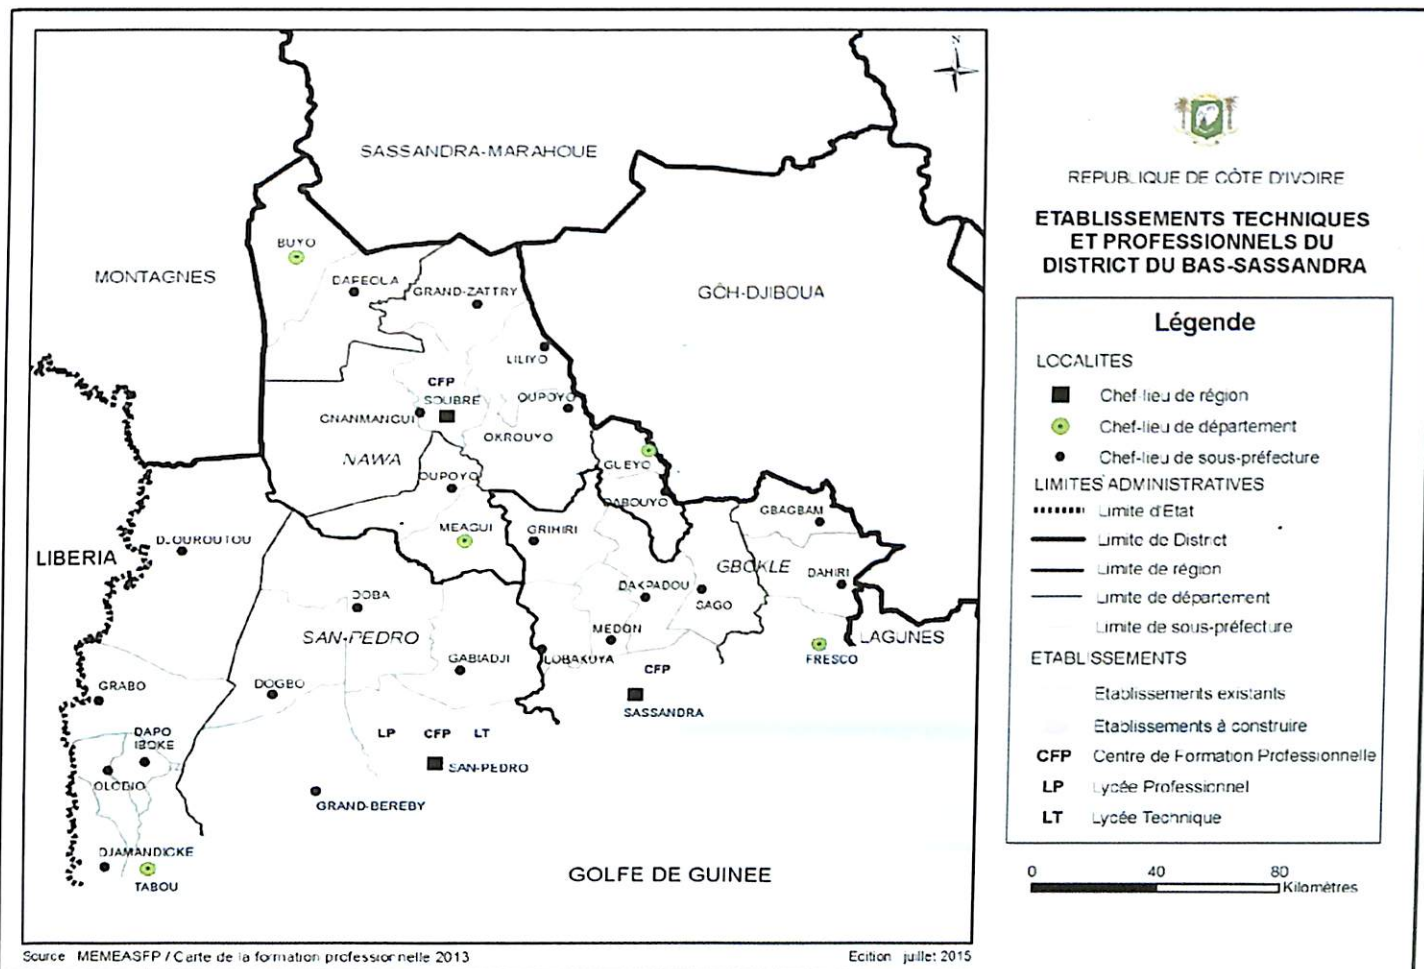 N
SASSANDRA-MARAHOUE
MONTAGNES
BUYO
DAPEOUA
GRAND-ZATTRY
GÔH-DJIBOUA
LILIYO
CFP
SOUBRE
OUPOYO
GNANMANGUI
OKROUYO
NAWA
GUEYO
OUPOYO
DABOUYO
GBAGBAM
MEAGUI
GRIHIRI
DJOUROUTOU
LIBERIA
GBOKLE
DAHIRI
DAKPADOU
SAGO
DOBA
SAN-PEDRO
MEDON
LAGUNES
GABIADJI
LOBAKUYA
CFP
FRESCO
GRABO
DOGBO
SASSANDRA
DAPO
IBOKE
LP CFP LT
SAN-PEDRO
OLODIO
GRAND-BEREBY
DJAMANDIOKE
TABOU
GOLFE DE GUINEE
Source MEMEASFP / Carte de la formation professionnelle 2013
Edition juillet 2015
REPUBLIQUE DE CÔTE D'IVOIRE
ETABLISSEMENTS TECHNIQUES
ET PROFESSIONNELS DU
DISTRICT DU BAS-SASSANDRA
Légende
LOCALITES
Chef-lieu de région
Chef-lieu de département
Chef-lieu de sous-préfecture
LIMITES ADMINISTRATIVES
Limite d'Etat
Limite de District
Limite de région
Limite de département
Limite de sous-préfecture
ETABLISSEMENTS
Etablissements existants
Etablissements à construire
CFP Centre de Formation Professionnelle
LP Lycée Professionnel
LT Lycée Technique
0 40 80
Kilomètres